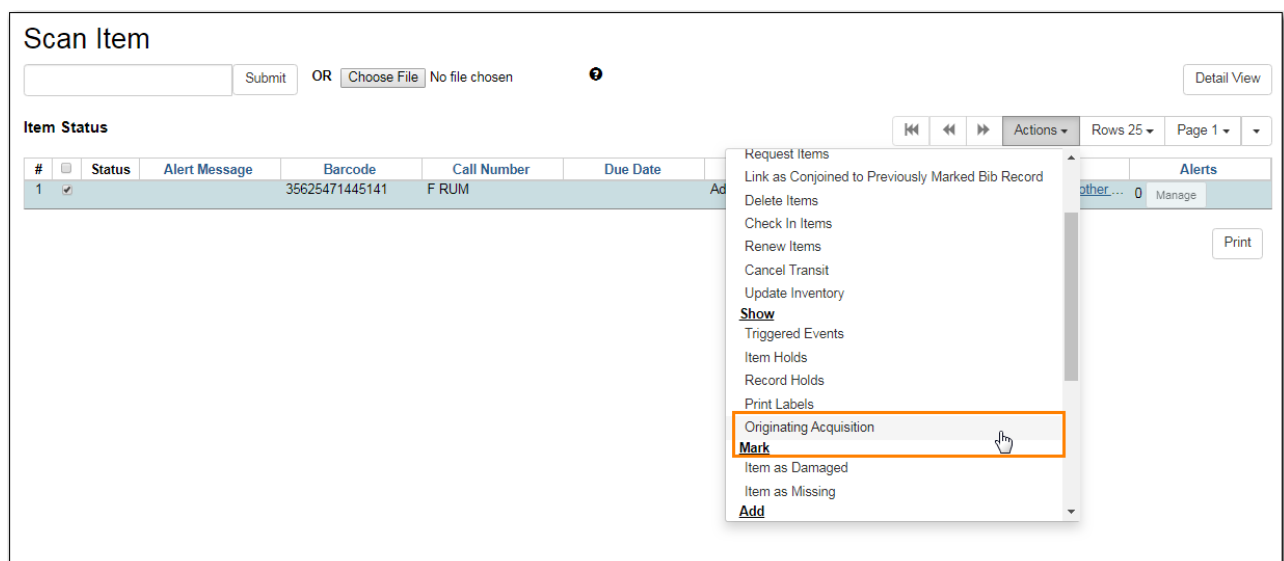 Scan Item
Submit OR Choose File No file chosen Detail View
Item Status Actions Rows 25 Page 1
# Status Alert Message Barcode Call Number Due Date Alerts
1 35625471445141 F RUM Ad other ... 0 Manage
Print
Request Items
Link as Conjoined to Previously Marked Bib Record
Delete Items
Check In Items
Renew Items
Cancel Transit
Update Inventory
Show
Triggered Events
Item Holds
Record Holds
Print Labels
Originating Acquisition
Mark
Item as Damaged
Item as Missing
Add